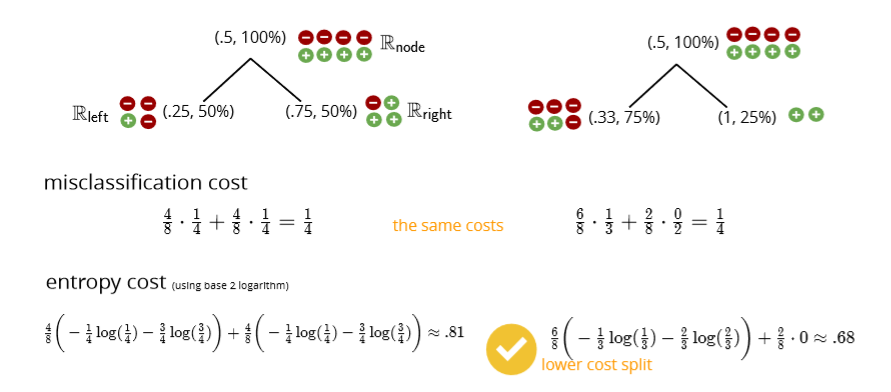 (.5, 100%) ℝnode
(.5, 100%)
ℝleft (.25, 50%) (.75, 50%) ℝright
(.33, 75%) (1, 25%)
misclassification cost
4/8 · 1/4 + 4/8 · 1/4 = 1/4
the same costs
6/8 · 1/3 + 2/8 · 0/2 = 1/4
entropy cost (using base 2 logarithm)
4/8 ( − 1/4 log(1/4) − 3/4 log(3/4) ) + 4/8 ( − 1/4 log(1/4) − 3/4 log(3/4) ) ≈ .81
6/8 ( − 1/3 log(1/3) − 2/3 log(2/3) ) + 2/8 · 0 ≈ .68
lower cost split